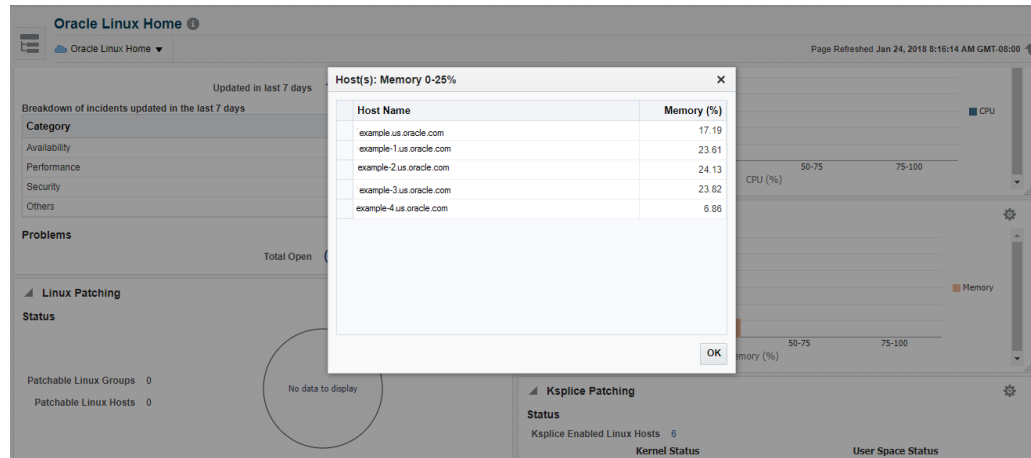 Oracle Linux Home
Oracle Linux Home
Page Refreshed Jan 24, 2018 8:16:14 AM GMT-08:00
Updated in last 7 days
Breakdown of incidents updated in the last 7 days
Category
Availability
Performance
Security
Others
Problems
Total Open
Host(s): Memory 0-25%
Host Name Memory (%)
example.us.oracle.com 17.19
example-1.us.oracle.com 23.61
example-2.us.oracle.com 24.13
example-3.us.oracle.com 23.82
example-4.us.oracle.com 6.86
OK
CPU
50-75 75-100
CPU (%)
Memory
50-75 75-100
emory (%)
Linux Patching
Status
Patchable Linux Groups 0
Patchable Linux Hosts 0
No data to display
Ksplice Patching
Status
Ksplice Enabled Linux Hosts 6
Kernel Status User Space Status